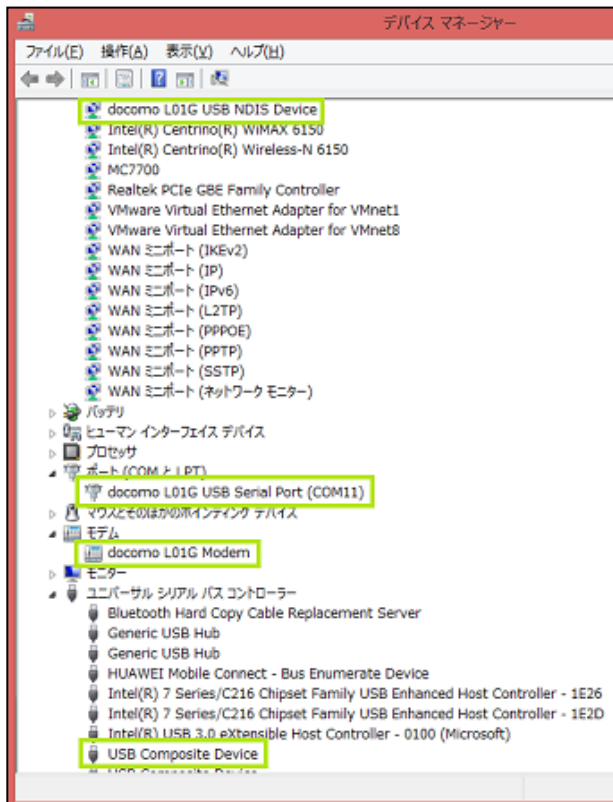 デバイス マネージャー
ファイル(F) 操作(A) 表示(V) ヘルプ(H)
docomo L01G USB NDIS Device
Intel(R) Centrino(R) WiMAX 6150
Intel(R) Centrino(R) Wireless-N 6150
MC7700
Realtek PCIe GBE Family Controller
VMware Virtual Ethernet Adapter for VMnet1
VMware Virtual Ethernet Adapter for VMnet8
WAN ミニポート (IKEv2)
WAN ミニポート (IP)
WAN ミニポート (IPv6)
WAN ミニポート (L2TP)
WAN ミニポート (PPPOE)
WAN ミニポート (PPTP)
WAN ミニポート (SSTP)
WAN ミニポート (ネットワーク モニター)
バッテリ
ヒューマン インターフェイス デバイス
プロセッサ
ポート (COM と LPT)
docomo L01G USB Serial Port (COM11)
マウスとそのほかのポインティング デバイス
モデム
docomo L01G Modem
モニター
ユニバーサル シリアル バス コントローラー
Bluetooth Hard Copy Cable Replacement Server
Generic USB Hub
Generic USB Hub
HUAWEI Mobile Connect - Bus Enumerate Device
Intel(R) 7 Series/C216 Chipset Family USB Enhanced Host Controller - 1E26
Intel(R) 7 Series/C216 Chipset Family USB Enhanced Host Controller - 1E2D
Intel(R) USB 3.0 eXtensible Host Controller - 0100 (Microsoft)
USB Composite Device
USB Composite Device